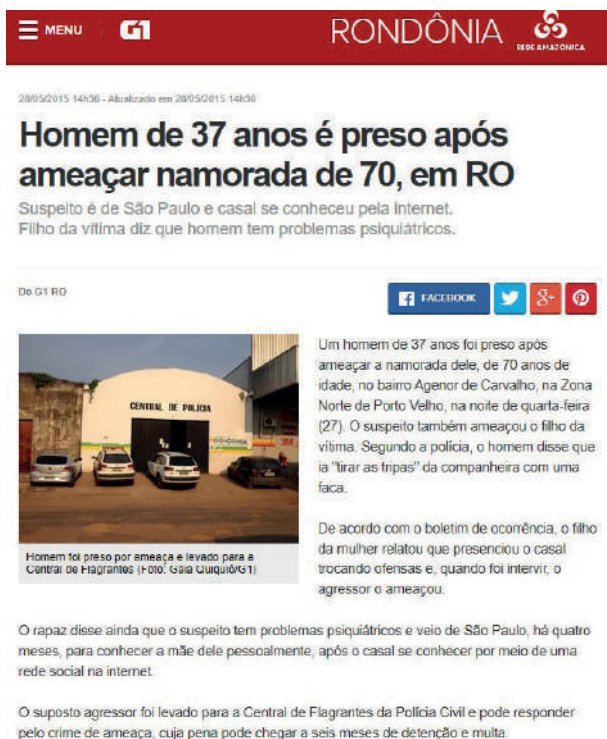 MENU G1 RONDÔNIA REDE AMAZÔNICA
28/05/2015 14h36 - Atualizado em 28/05/2015 14h36
Homem de 37 anos é preso após
ameaçar namorada de 70, em RO
Suspeito é de São Paulo e casal se conheceu pela internet.
Filho da vítima diz que homem tem problemas psiquiátricos.
Do G1 RO
FACEBOOK
CENTRAL DE POLÍCIA
Homem foi preso por ameaça e levado para a
Central de Flagrantes (Foto: Gaia Quiquiô/G1)
Um homem de 37 anos foi preso após
ameaçar a namorada dele, de 70 anos de
idade, no bairro Agenor de Carvalho, na Zona
Norte de Porto Velho, na noite de quarta-feira
(27). O suspeito também ameaçou o filho da
vítima. Segundo a polícia, o homem disse que
ia "tirar as tripas" da companheira com uma
faca.
De acordo com o boletim de ocorrência, o filho
da mulher relatou que presenciou o casal
trocando ofensas e, quando foi intervir, o
agressor o ameaçou.
O rapaz disse ainda que o suspeito tem problemas psiquiátricos e veio de São Paulo, há quatro
meses, para conhecer a mãe dele pessoalmente, após o casal se conhecer por meio de uma
rede social na internet.
O suposto agressor foi levado para a Central de Flagrantes da Polícia Civil e pode responder
pelo crime de ameaça, cuja pena pode chegar a seis meses de detenção e multa.